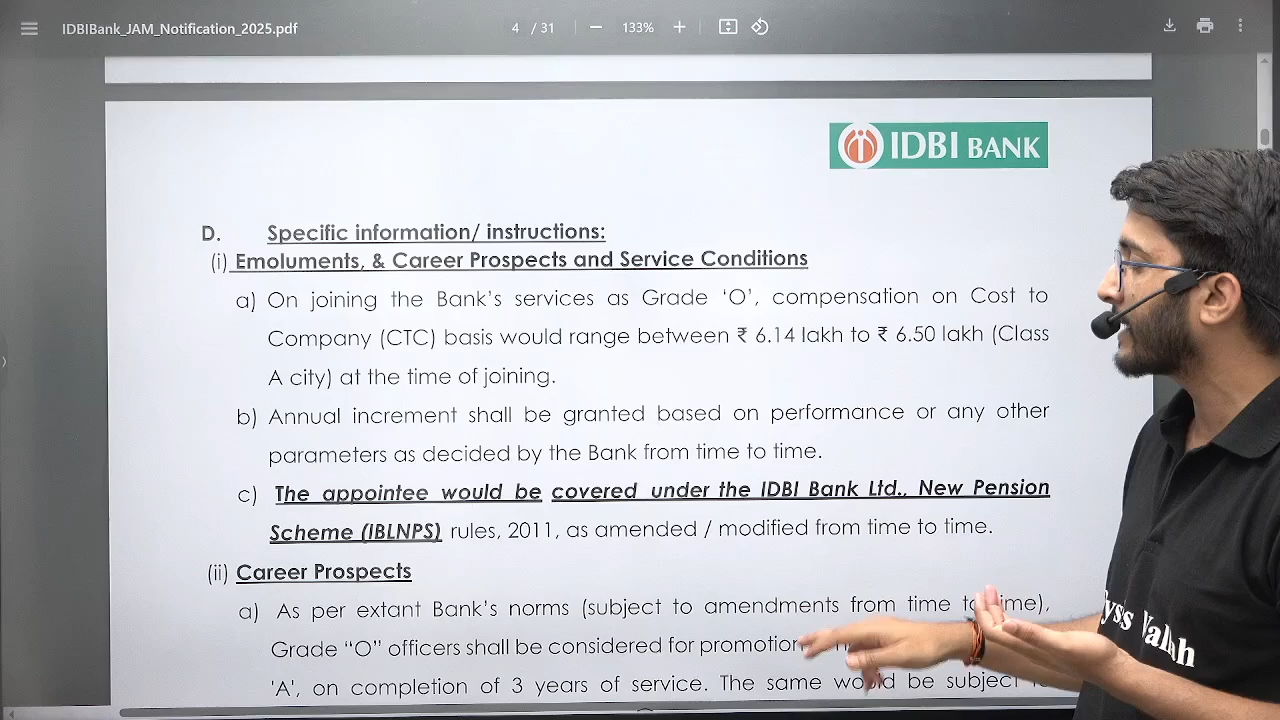 IDBIBank_JAM_Notification_2025.pdf
4 / 31
133%
IDBI BANK
D. Specific information/ instructions:
(i) Emoluments, & Career Prospects and Service Conditions
a) On joining the Bank's services as Grade 'O', compensation on Cost to
Company (CTC) basis would range between ₹ 6.14 lakh to ₹ 6.50 lakh (Class
A city) at the time of joining.
b) Annual increment shall be granted based on performance or any other
parameters as decided by the Bank from time to time.
c) The appointee would be covered under the IDBI Bank Ltd., New Pension
Scheme (IBLNPS) rules, 2011, as amended / modified from time to time.
(ii) Career Prospects
a) As per extant Bank's norms (subject to amendments from time to time),
Grade "O" officers shall be considered for promotion
'A', on completion of 3 years of service. The same would be subject